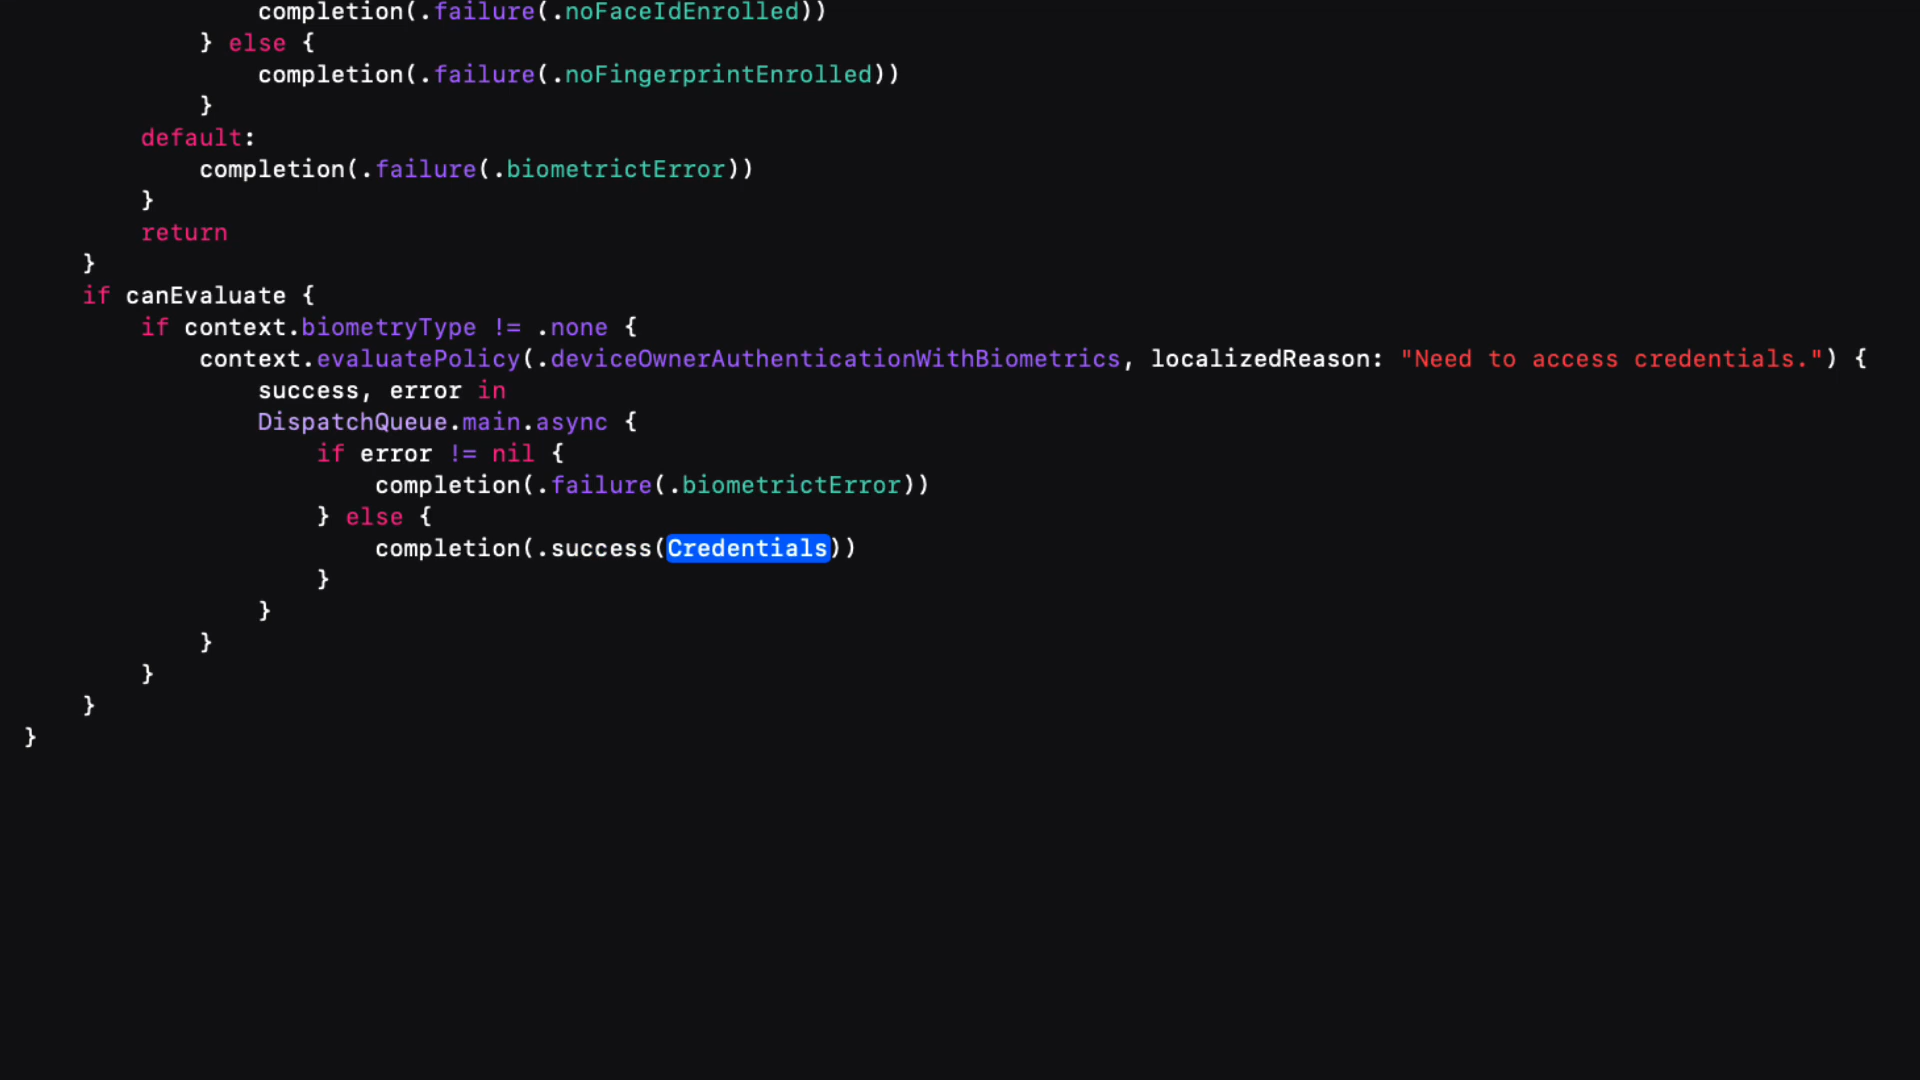 completion(.failure(.noFaceIdEnrolled))
} else {
completion(.failure(.noFingerprintEnrolled))
}
default:
completion(.failure(.biometrictError))
}
return
}
if canEvaluate {
if context.biometryType != .none {
context.evaluatePolicy(.deviceOwnerAuthenticationWithBiometrics, localizedReason: "Need to access credentials.") {
success, error in
DispatchQueue.main.async {
if error != nil {
completion(.failure(.biometrictError))
} else {
completion(.success(Credentials))
}
}
}
}
}
}